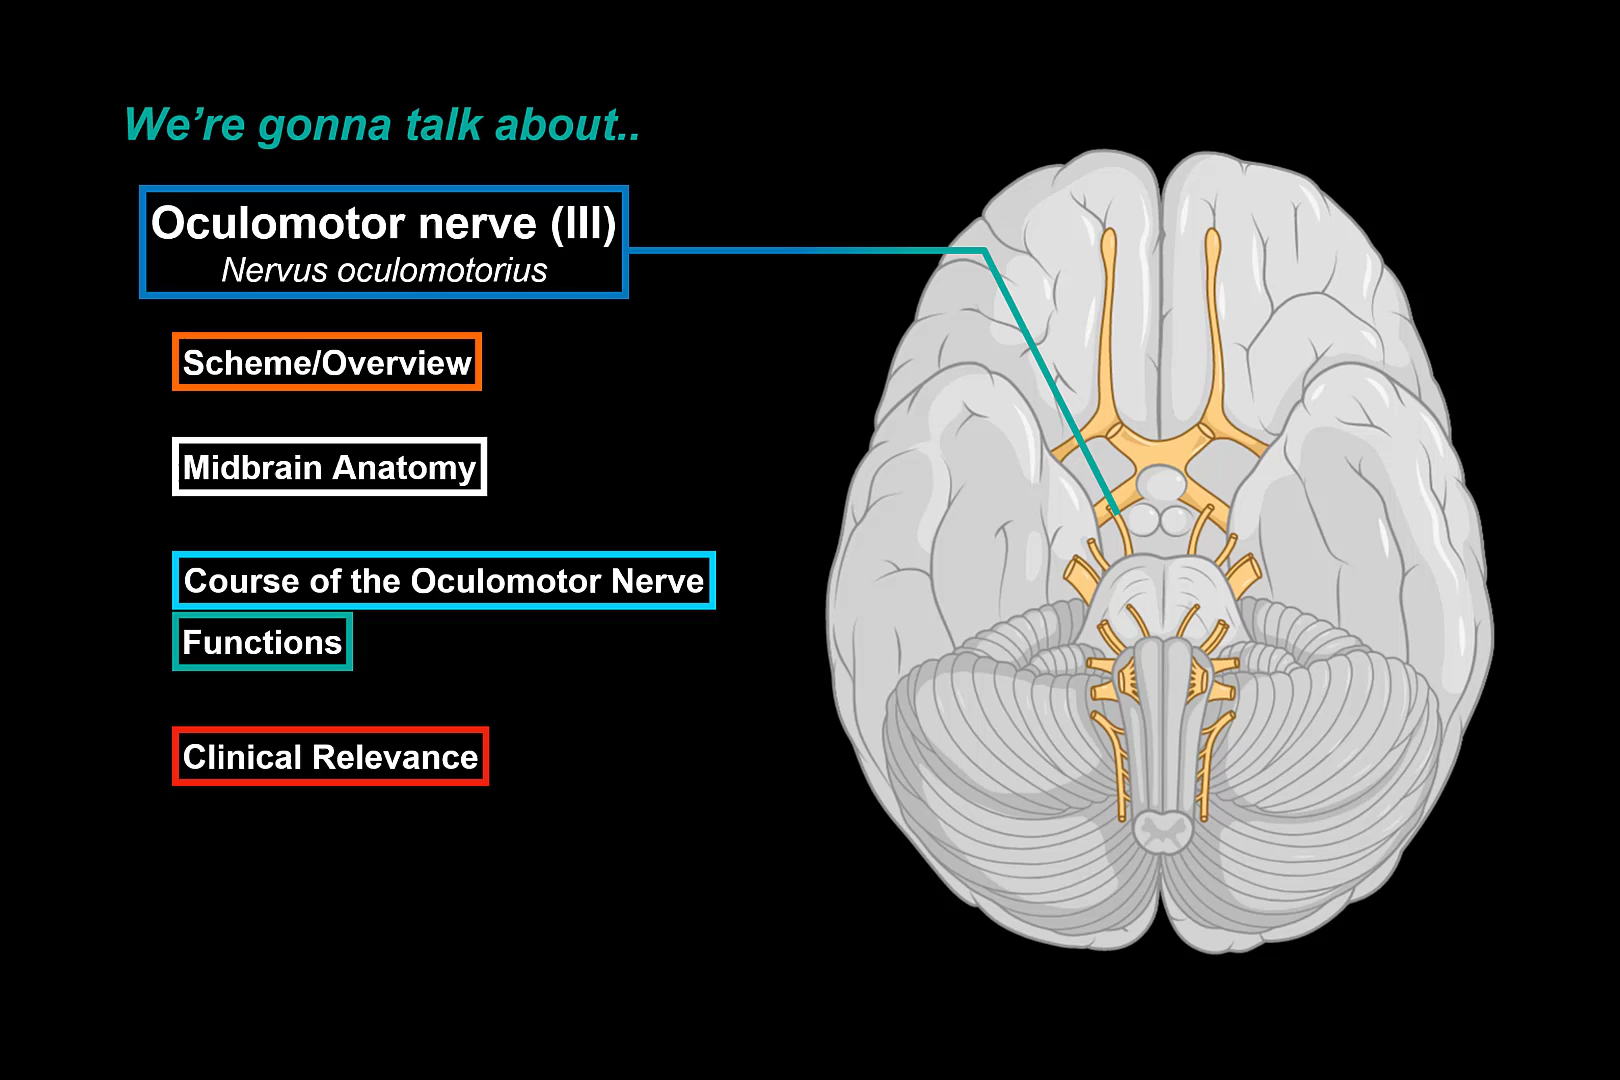 We’re gonna talk about..
Oculomotor nerve (III)
Nervus oculomotorius
Scheme/Overview
Midbrain Anatomy
Course of the Oculomotor Nerve
Functions
Clinical Relevance